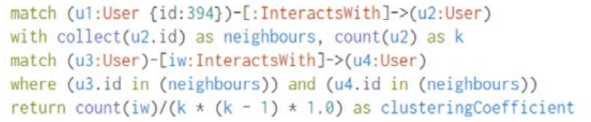 match (u1:User {id:394})-[:InteractsWith]->(u2:User)
with collect(u2.id) as neighbours, count(u2) as k
match (u3:User)-[iw:InteractsWith]->(u4:User)
where (u3.id in (neighbours)) and (u4.id in (neighbours))
return count(iw)/(k * (k - 1) * 1.0) as clusteringCoefficient